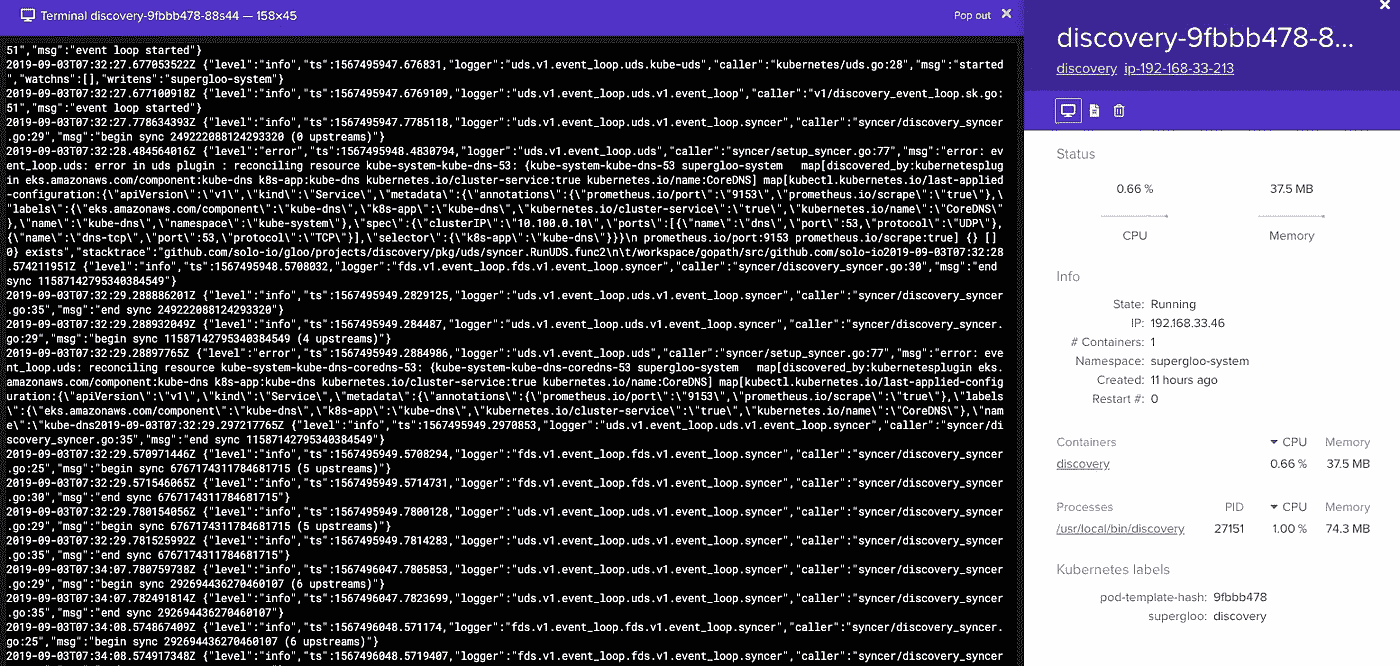 Terminal discovery-9fbbb478-88s44 — 158×45
Pop out ×
51","msg":"event loop started"}
2019-09-03T07:32:27.677053522Z {"level":"info","ts":1567495947.676831,"logger":"uds.v1.event_loop.uds.kube-uds","caller":"kubernetes/uds.go:28","msg":"started
","watchns":[],"writens":"supergloo-system"}
2019-09-03T07:32:27.677100918Z {"level":"info","ts":1567495947.6769109,"logger":"uds.v1.event_loop.uds.v1.event_loop","caller":"v1/discovery_event_loop.sk.go:
51","msg":"event loop started"}
2019-09-03T07:32:27.778634393Z {"level":"info","ts":1567495947.7785118,"logger":"uds.v1.event_loop.uds.v1.event_loop.syncer","caller":"syncer/discovery_syncer
.go:29","msg":"begin sync 249222088124293320 (0 upstreams)"}
2019-09-03T07:32:28.484564016Z {"level":"error","ts":1567495948.4830794,"logger":"uds.v1.event_loop.uds","caller":"syncer/setup_syncer.go:77","msg":"error: ev
ent_loop.uds: error in uds plugin : reconciling resource kube-system-kube-dns-53: {kube-system-kube-dns-53 supergloo-system   map[discovered_by:kubernetesplug
in eks.amazonaws.com/component:kube-dns k8s-app:kube-dns kubernetes.io/cluster-service:true kubernetes.io/name:CoreDNS] map[kubectl.kubernetes.io/last-applied
-configuration:{\"apiVersion\":\"v1\",\"kind\":\"Service\",\"metadata\":{\"annotations\":{\"prometheus.io/port\":\"9153\",\"prometheus.io/scrape\":\"true\"},\
"labels\":{\"eks.amazonaws.com/component\":\"kube-dns\",\"k8s-app\":\"kube-dns\",\"kubernetes.io/cluster-service\":\"true\",\"kubernetes.io/name\":\"CoreDNS\"
},\"name\":\"kube-dns\",\"namespace\":\"kube-system\"},\"spec\":{\"clusterIP\":\"10.100.0.10\",\"ports\":[{\"name\":\"dns\",\"port\":53,\"protocol\":\"UDP\"},
{\"name\":\"dns-tcp\",\"port\":53,\"protocol\":\"TCP\"}],\"selector\":{\"k8s-app\":\"kube-dns\"}}}\n prometheus.io/port:9153 prometheus.io/scrape:true] {} []
0} exists","stacktrace":"github.com/solo-io/gloo/projects/discovery/pkg/uds/syncer.RunUDS.func2\n\t/workspace/gopath/src/github.com/solo-io2019-09-03T07:32:28
.574211951Z {"level":"info","ts":1567495948.5708032,"logger":"fds.v1.event_loop.fds.v1.event_loop.syncer","caller":"syncer/discovery_syncer.go:30","msg":"end
sync 11587142795340384549"}
2019-09-03T07:32:29.288886201Z {"level":"info","ts":1567495949.2829125,"logger":"uds.v1.event_loop.uds.v1.event_loop.syncer","caller":"syncer/discovery_syncer
.go:35","msg":"end sync 249222088124293320"}
2019-09-03T07:32:29.288932049Z {"level":"info","ts":1567495949.284487,"logger":"uds.v1.event_loop.uds.v1.event_loop.syncer","caller":"syncer/discovery_syncer.
go:29","msg":"begin sync 11587142795340384549 (4 upstreams)"}
2019-09-03T07:32:29.28897765Z {"level":"error","ts":1567495949.2884986,"logger":"uds.v1.event_loop.uds","caller":"syncer/setup_syncer.go:77","msg":"error: eve
nt_loop.uds: reconciling resource kube-system-kube-dns-coredns-53: {kube-system-kube-dns-coredns-53 supergloo-system   map[discovered_by:kubernetesplugin eks.
amazonaws.com/component:kube-dns k8s-app:kube-dns kubernetes.io/cluster-service:true kubernetes.io/name:CoreDNS] map[kubectl.kubernetes.io/last-applied-config
uration:{\"apiVersion\":\"v1\",\"kind\":\"Service\",\"metadata\":{\"annotations\":{\"prometheus.io/port\":\"9153\",\"prometheus.io/scrape\":\"true\"},\"labels
\":{\"eks.amazonaws.com/component\":\"kube-dns\",\"k8s-app\":\"kube-dns\",\"kubernetes.io/cluster-service\":\"true\",\"kubernetes.io/name\":\"CoreDNS\"},\"nam
e\":\"kube-dns2019-09-03T07:32:29.297217765Z {"level":"info","ts":1567495949.2970853,"logger":"uds.v1.event_loop.uds.v1.event_loop.syncer","caller":"syncer/di
scovery_syncer.go:35","msg":"end sync 11587142795340384549"}
2019-09-03T07:32:29.570971446Z {"level":"info","ts":1567495949.5708294,"logger":"fds.v1.event_loop.fds.v1.event_loop.syncer","caller":"syncer/discovery_syncer
.go:25","msg":"begin sync 6767174311784681715 (5 upstreams)"}
2019-09-03T07:32:29.571546065Z {"level":"info","ts":1567495949.5714731,"logger":"fds.v1.event_loop.fds.v1.event_loop.syncer","caller":"syncer/discovery_syncer
.go:30","msg":"end sync 6767174311784681715"}
2019-09-03T07:32:29.780154056Z {"level":"info","ts":1567495949.7800128,"logger":"uds.v1.event_loop.uds.v1.event_loop.syncer","caller":"syncer/discovery_syncer
.go:29","msg":"begin sync 6767174311784681715 (5 upstreams)"}
2019-09-03T07:32:29.781525992Z {"level":"info","ts":1567495949.7814283,"logger":"uds.v1.event_loop.uds.v1.event_loop.syncer","caller":"syncer/discovery_syncer
.go:35","msg":"end sync 6767174311784681715"}
2019-09-03T07:34:07.780759738Z {"level":"info","ts":1567496047.7805853,"logger":"uds.v1.event_loop.uds.v1.event_loop.syncer","caller":"syncer/discovery_syncer
.go:29","msg":"begin sync 292694436270460107 (6 upstreams)"}
2019-09-03T07:34:07.782491814Z {"level":"info","ts":1567496047.7823699,"logger":"uds.v1.event_loop.uds.v1.event_loop.syncer","caller":"syncer/discovery_syncer
.go:35","msg":"end sync 292694436270460107"}
2019-09-03T07:34:08.574867409Z {"level":"info","ts":1567496048.571174,"logger":"fds.v1.event_loop.fds.v1.event_loop.syncer","caller":"syncer/discovery_syncer.
go:25","msg":"begin sync 292694436270460107 (6 upstreams)"}
2019-09-03T07:34:08.574917348Z {"level":"info","ts":1567496048.5719407,"logger":"fds.v1.event_loop.fds.v1.event_loop.syncer","caller":"syncer/discovery_syncer
discovery-9fbbb478-8...
discovery ip-192-168-33-213
Status
0.66 % 37.5 MB
CPU Memory
Info
State: Running
IP: 192.168.33.46
# Containers: 1
Namespace: supergloo-system
Created: 11 hours ago
Restart #: 0
Containers CPU Memory
discovery 0.66 % 37.5 MB
Processes PID CPU Memory
/usr/local/bin/discovery 27151 1.00 % 74.3 MB
Kubernetes labels
pod-template-hash: 9fbbb478
supergloo: discovery